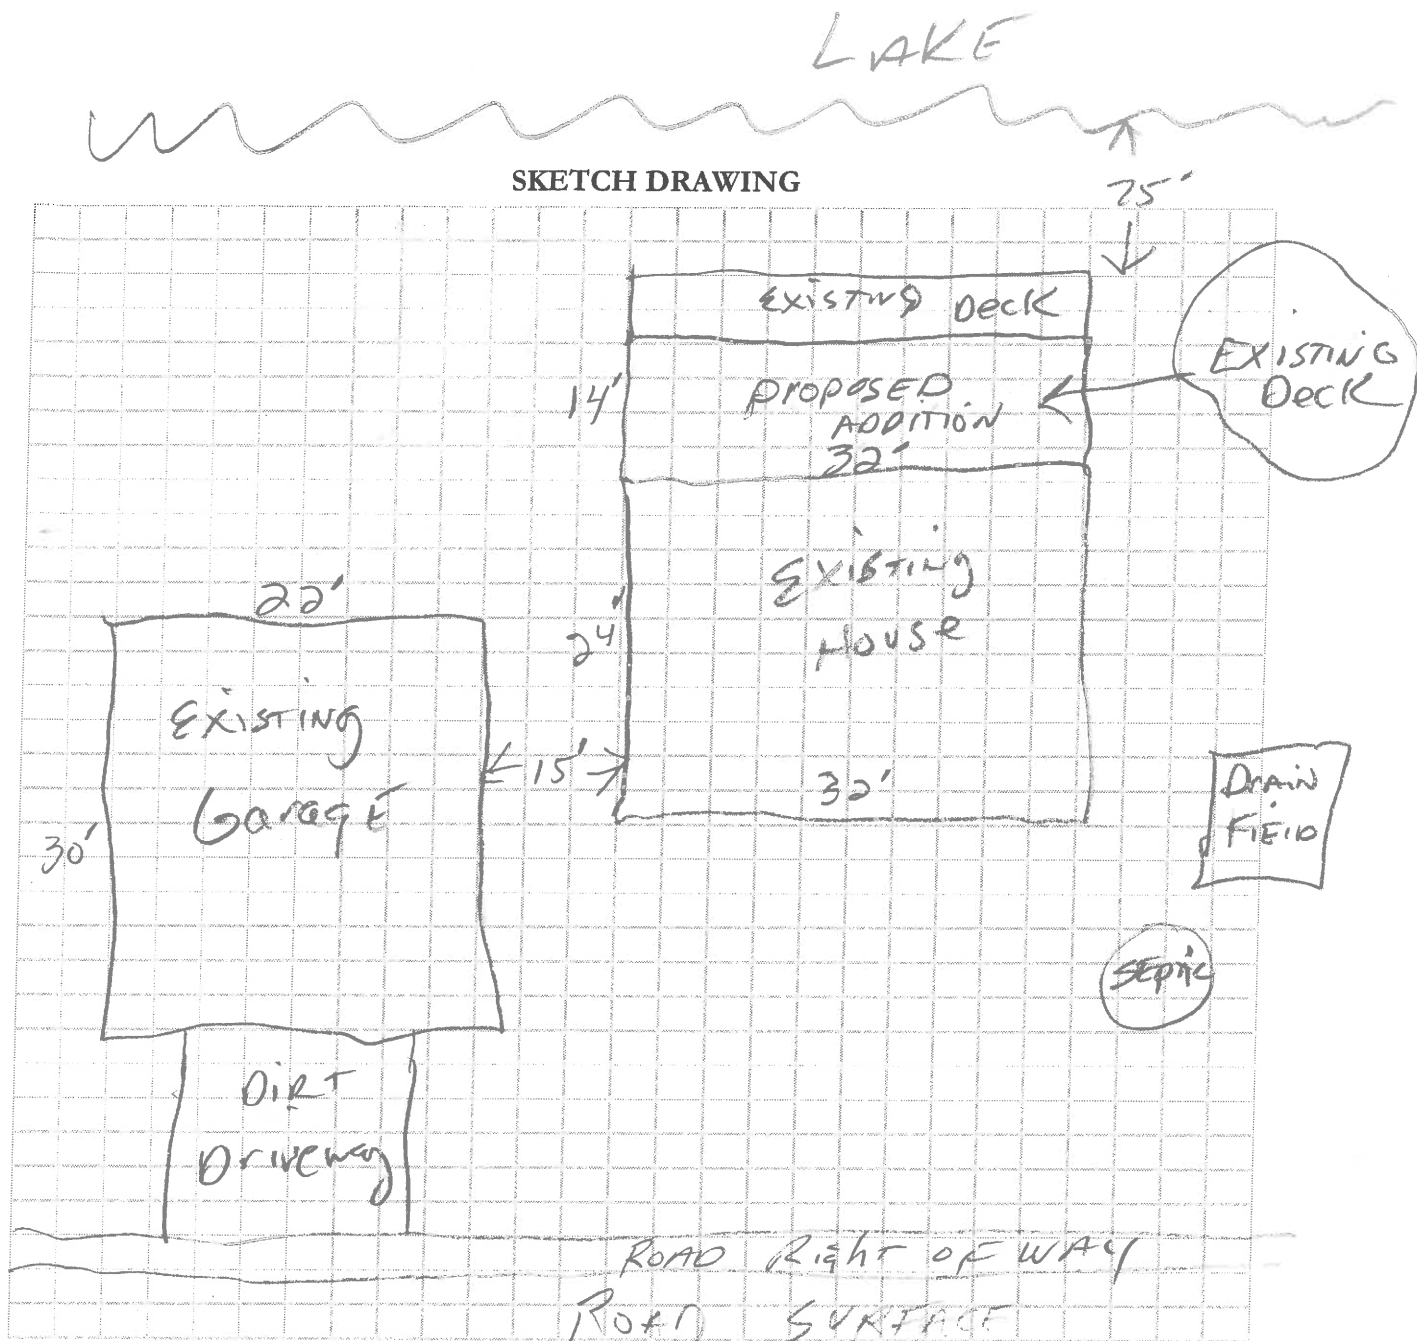 LAKE
SKETCH DRAWING
25'
EXISTING DECK
EXISTING
DECK
14'
PROPOSED
ADDITION
32'
EXISTING
HOUSE
24'
22'
EXISTING
GARAGE
15'
32'
30'
DRAIN
FIELD
SEPTIC
DIRT
Driveway
ROAD RIGHT OF WAY
ROAD SURFACE